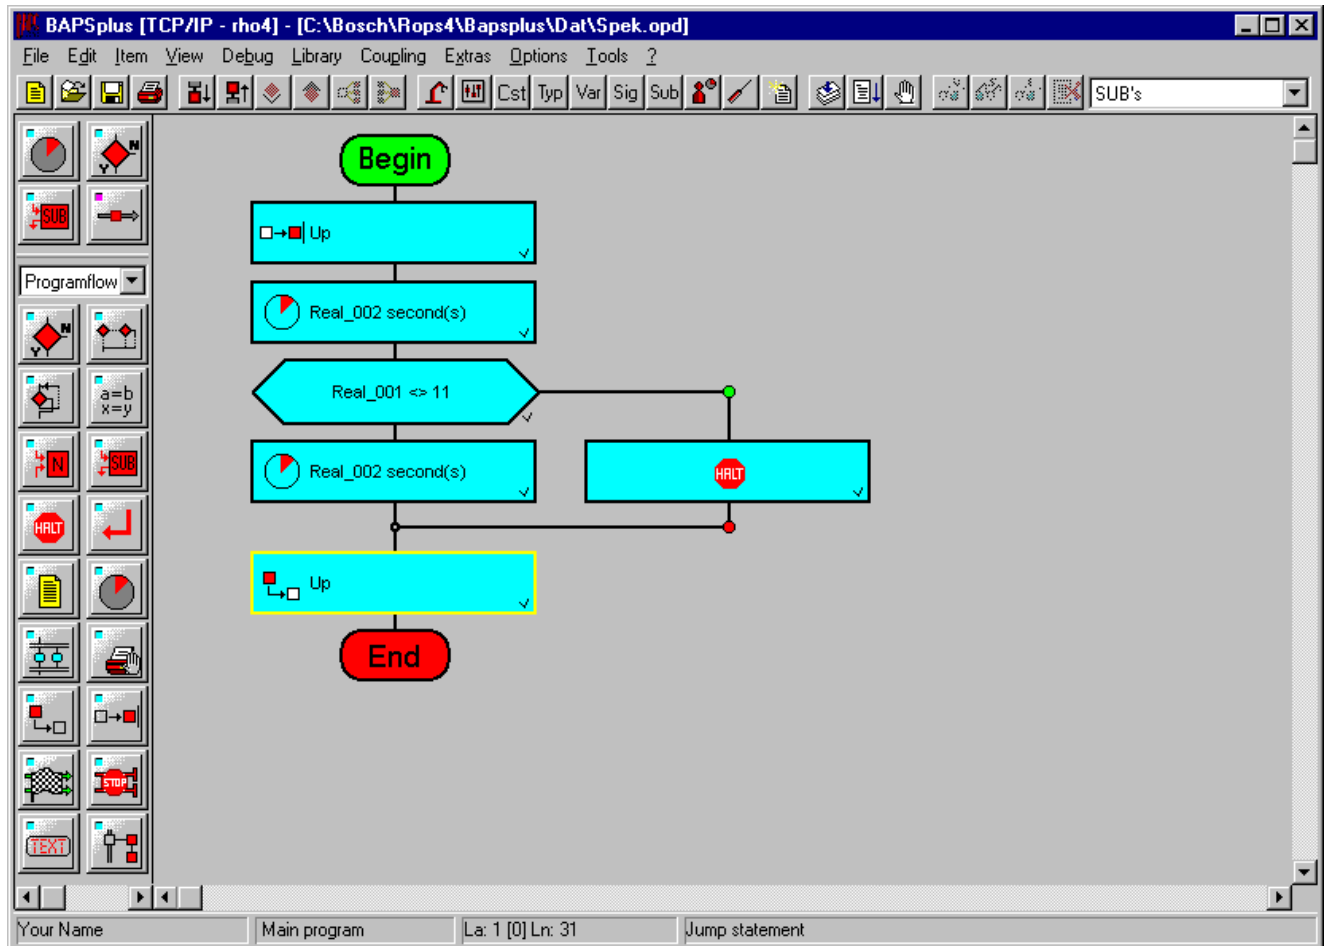 BAPSplus [TCP/IP - rho4] - [C:\Bosch\Rops4\Bapsplus\Dat\Spek.opd]
File Edit Item View Debug Library Coupling Extras Options Tools ?
Cst Typ Var Sig Sub SUB's
N
Y
SUB
Programflow
N
Y
a=b
x=y
N
SUB
HALT
STOP
TEXT
Begin
Up
Real_002 second(s)
Real_001 <> 11
Real_002 second(s)
HALT
Up
End
Your Name Main program La: 1 [0] Ln: 31 Jump statement